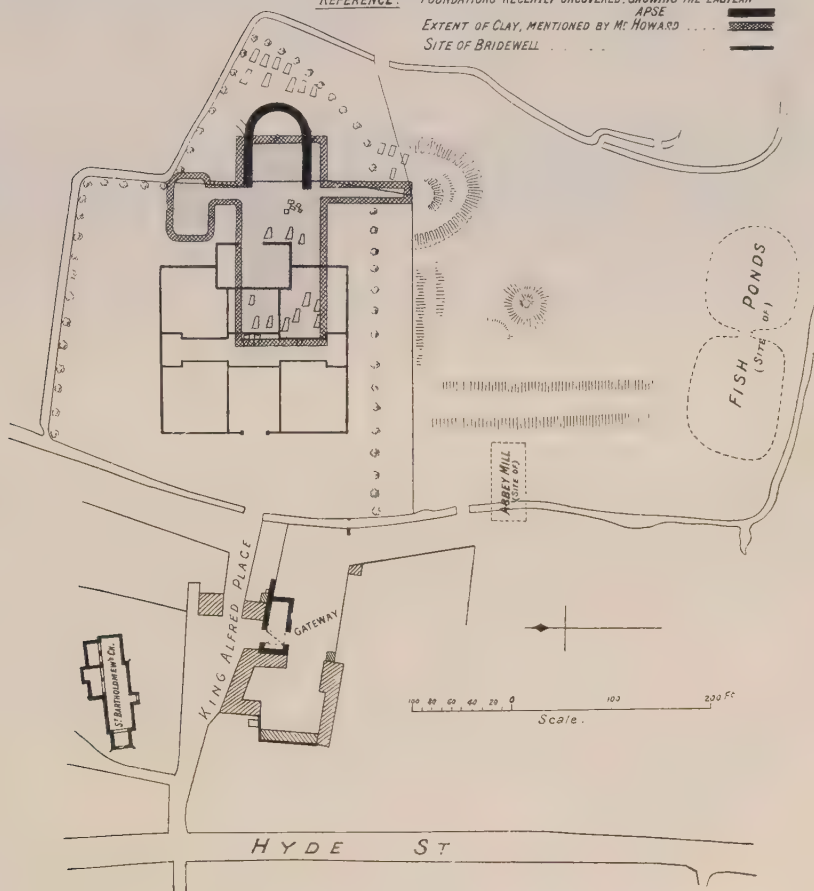 REFERENCE: FOUNDATIONS RECENTLY UNCOVERED, SHOWING THE EASTERN
APSE
EXTENT OF CLAY, MENTIONED BY Mr HOWARD ....
SITE OF BRIDEWELL . . . . .
FISH PONDS
(SITE OF)
ABBEY MILL
(SITE OF)
KING ALFRED PLACE
GATEWAY
St BARTHOLOMEW's CH.
100 80 60 40 20 0 100 200 Ft
Scale.
HYDE ST